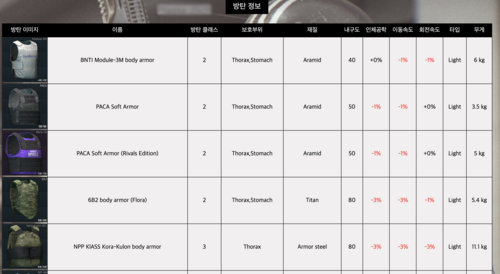 방탄 정보
방탄 이미지 이름 방탄 클래스 보호부위 재질 내구도 인체공학 이동속도 회전속도 타입 무게
BNTI Module-3M body armor 2 Thorax,Stomach Aramid 40 +0% -1% -1% Light 6 kg
PACA Soft Armor 2 Thorax,Stomach Aramid 50 -1% -1% +0% Light 3.5 kg
PACA Soft Armor (Rivals Edition) 2 Thorax,Stomach Aramid 50 -1% -1% +0% Light 5 kg
6B2 body armor (Flora) 2 Thorax,Stomach Titan 80 -3% -3% -1% Light 5.4 kg
NPP KlASS Kora-Kulon body armor 3 Thorax Armor steel 80 -3% -3% -3% Light 11.1 kg